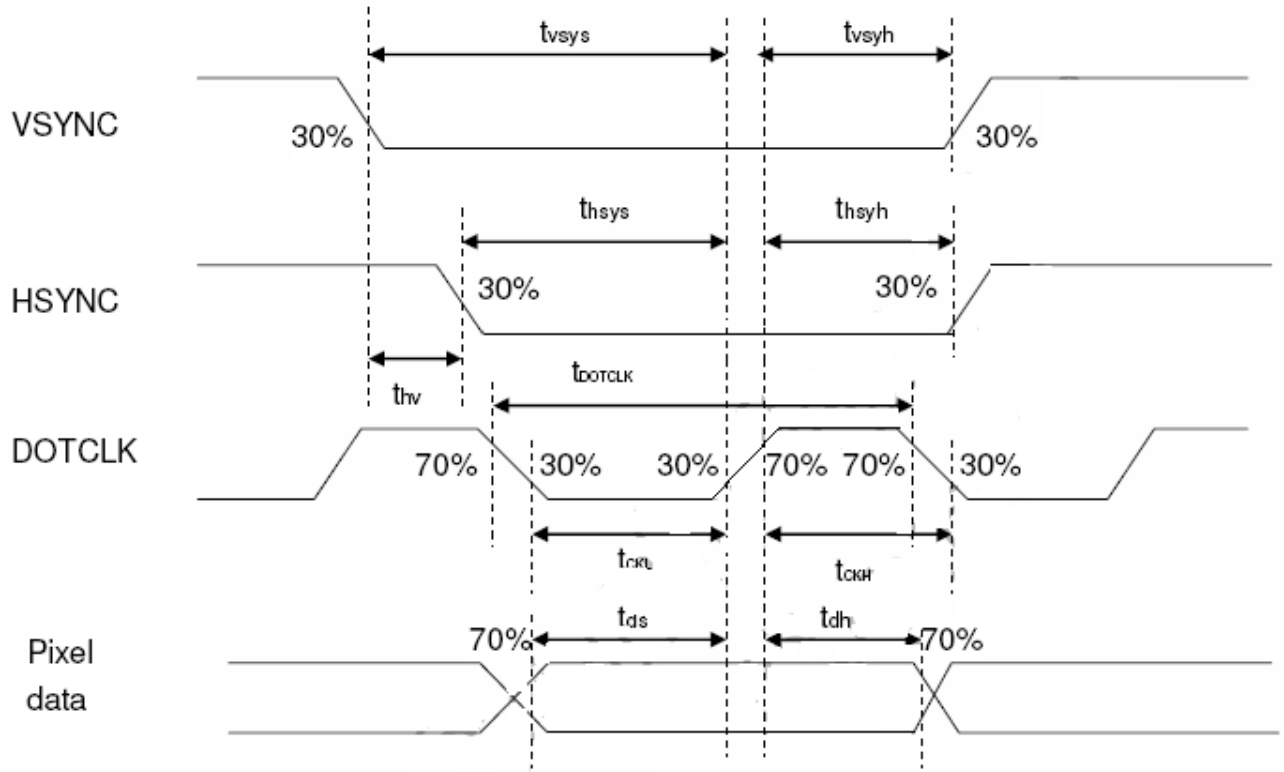 tvsys
tvsyh
VSYNC
30%
30%
thsys
thsyh
HSYNC
30%
30%
thv
tDOTCLK
DOTCLK
70%
30%
30%
70%
70%
30%
tCKL
tCKH
tds
tdh
70%
70%
Pixel
data